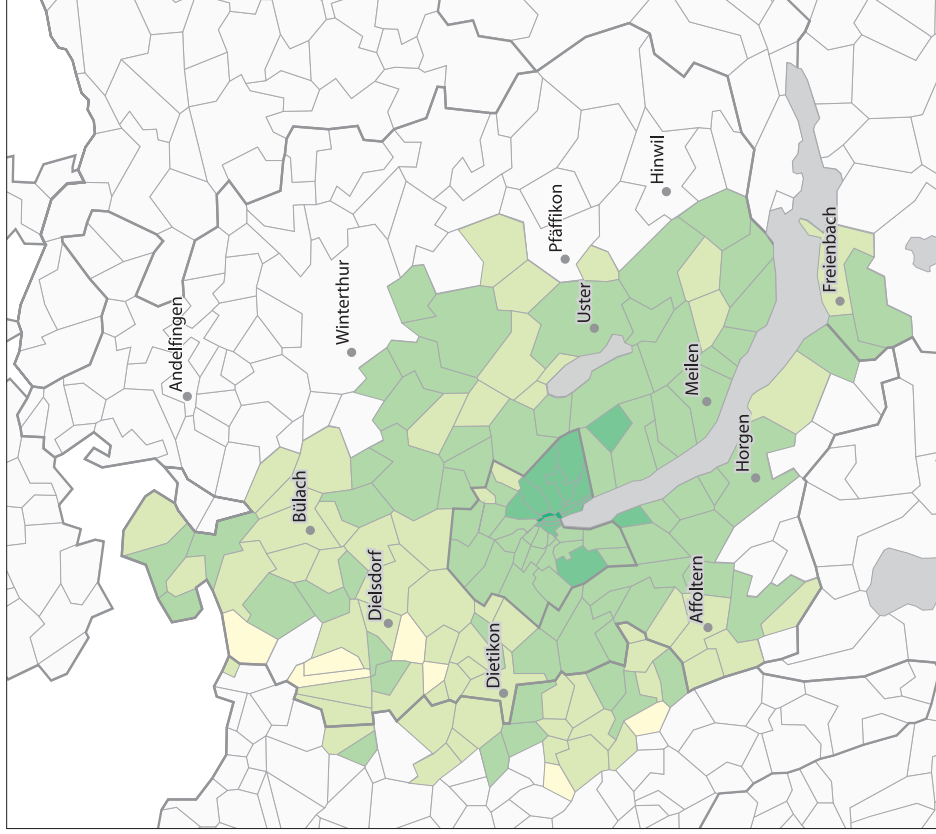 Andelfingen
Winterthur
Pfäffikon
Hinwil
Uster
Bülach
Dielsdorf
Meilen
Freienbach
Horgen
Dietikon
Affoltern